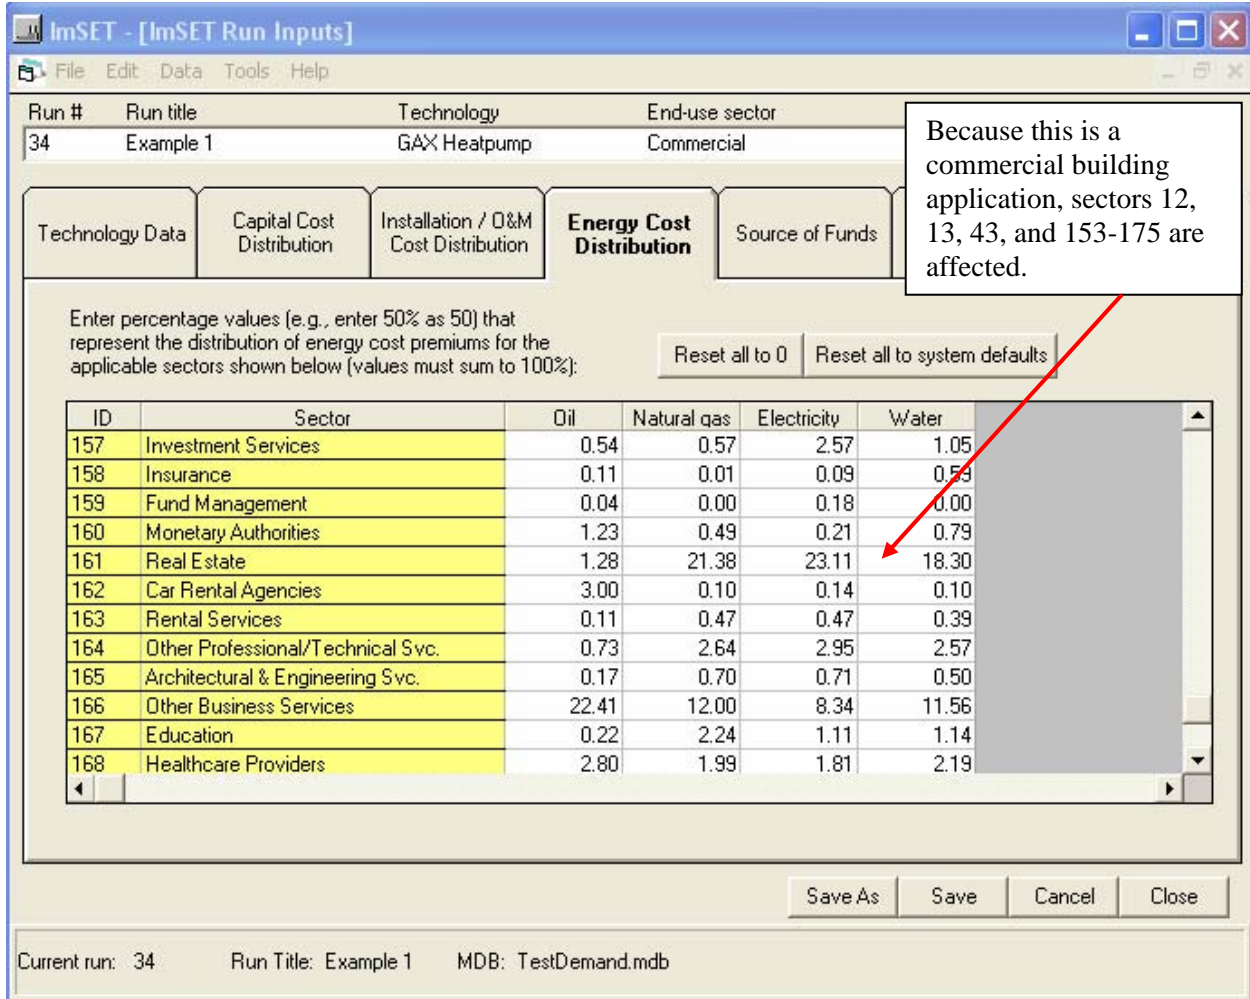 ImSET - [ImSET Run Inputs]
File Edit Data Tools Help
Run # Run title Technology End-use sector
34 Example 1 GAX Heatpump Commercial
Because this is a
commercial building
application, sectors 12,
13, 43, and 153-175 are
affected.
Technology Data
Capital Cost
Distribution
Installation / O&M
Cost Distribution
Energy Cost
Distribution
Source of Funds
Enter percentage values (e.g., enter 50% as 50) that
represent the distribution of energy cost premiums for the
applicable sectors shown below (values must sum to 100%):
Reset all to 0 Reset all to system defaults
ID Sector Oil Natural gas Electricity Water
157 Investment Services 0.54 0.57 2.57 1.05
158 Insurance 0.11 0.01 0.09 0.59
159 Fund Management 0.04 0.00 0.18 0.00
160 Monetary Authorities 1.23 0.49 0.21 0.79
161 Real Estate 1.28 21.38 23.11 18.30
162 Car Rental Agencies 3.00 0.10 0.14 0.10
163 Rental Services 0.11 0.47 0.47 0.39
164 Other Professional/Technical Svc. 0.73 2.64 2.95 2.57
165 Architectural & Engineering Svc. 0.17 0.70 0.71 0.50
166 Other Business Services 22.41 12.00 8.34 11.56
167 Education 0.22 2.24 1.11 1.14
168 Healthcare Providers 2.80 1.99 1.81 2.19
Save As Save Cancel Close
Current run: 34 Run Title: Example 1 MDB: TestDemand.mdb